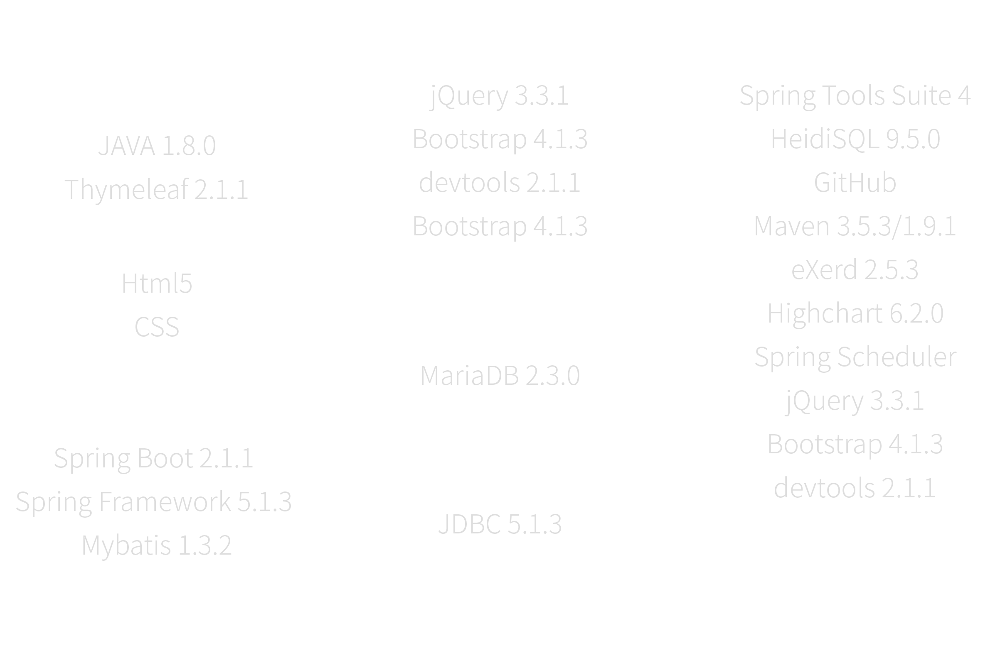 JAVA 1.8.0
Thymeleaf 2.1.1
Html5
CSS
Spring Boot 2.1.1
Spring Framework 5.1.3
Mybatis 1.3.2
jQuery 3.3.1
Bootstrap 4.1.3
devtools 2.1.1
Bootstrap 4.1.3
MariaDB 2.3.0
JDBC 5.1.3
Spring Tools Suite 4
HeidiSQL 9.5.0
GitHub
Maven 3.5.3/1.9.1
eXerd 2.5.3
Highchart 6.2.0
Spring Scheduler
jQuery 3.3.1
Bootstrap 4.1.3
devtools 2.1.1